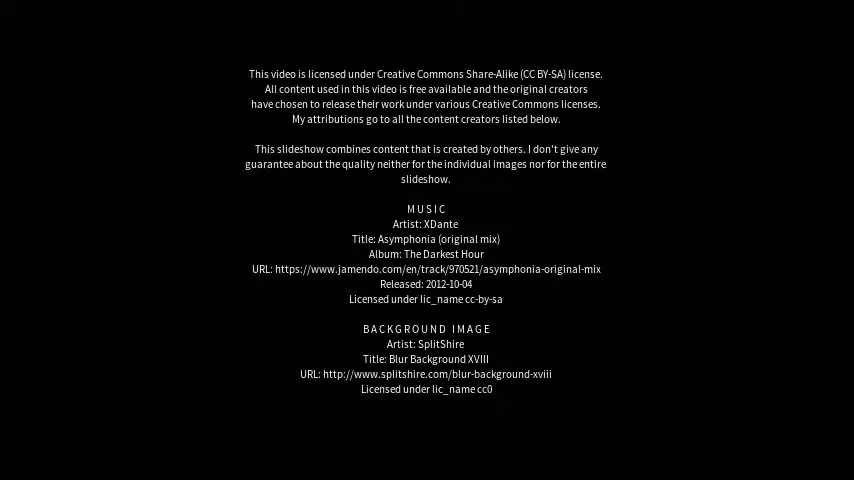 This video is licensed under Creative Commons Share-Alike (CC BY-SA) license.
All content used in this video is free available and the original creators
have chosen to release their work under various Creative Commons licenses.
My attributions go to all the content creators listed below.
This slideshow combines content that is created by others. I don't give any
guarantee about the quality neither for the individual images nor for the entire
slideshow.
MUSIC
Artist: XDante
Title: Asymphonia (original mix)
Album: The Darkest Hour
URL: https://www.jamendo.com/en/track/970521/asymphonia-original-mix
Released: 2012-10-04
Licensed under lic_name cc-by-sa
BACKGROUND IMAGE
Artist: SplitShire
Title: Blur Background XVIII
URL: http://www.splitshire.com/blur-background-xviii
Licensed under lic_name cc0